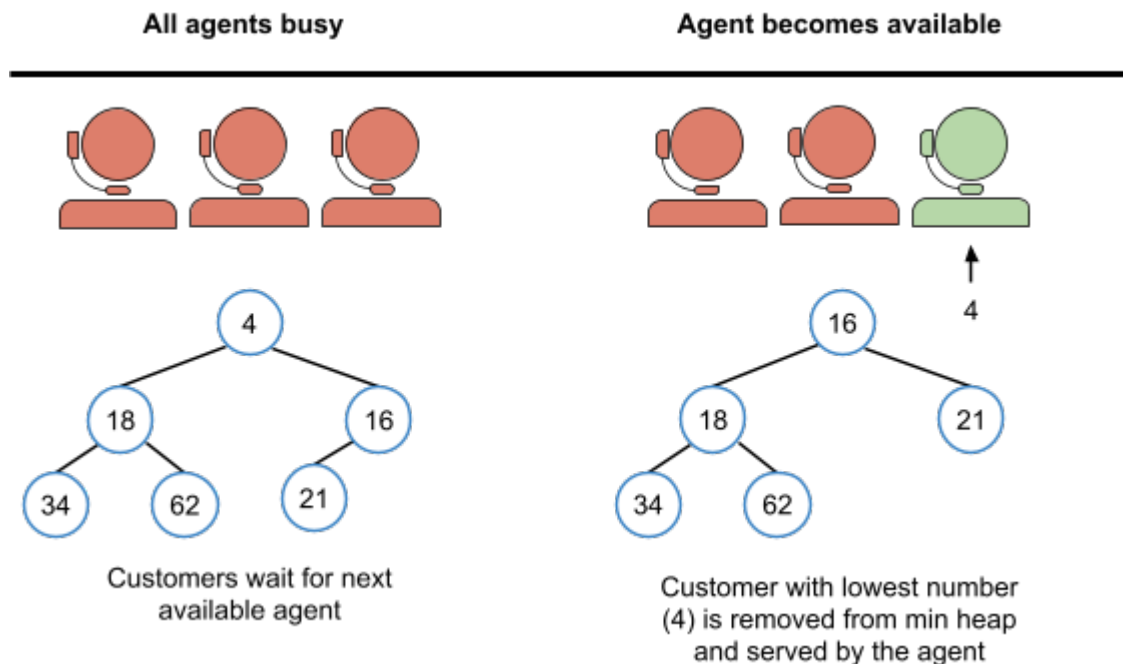 All agents busy
Agent becomes available
4
4
16
18
16
18
21
34
62
21
34
62
Customers wait for next
available agent
Customer with lowest number
(4) is removed from min heap
and served by the agent